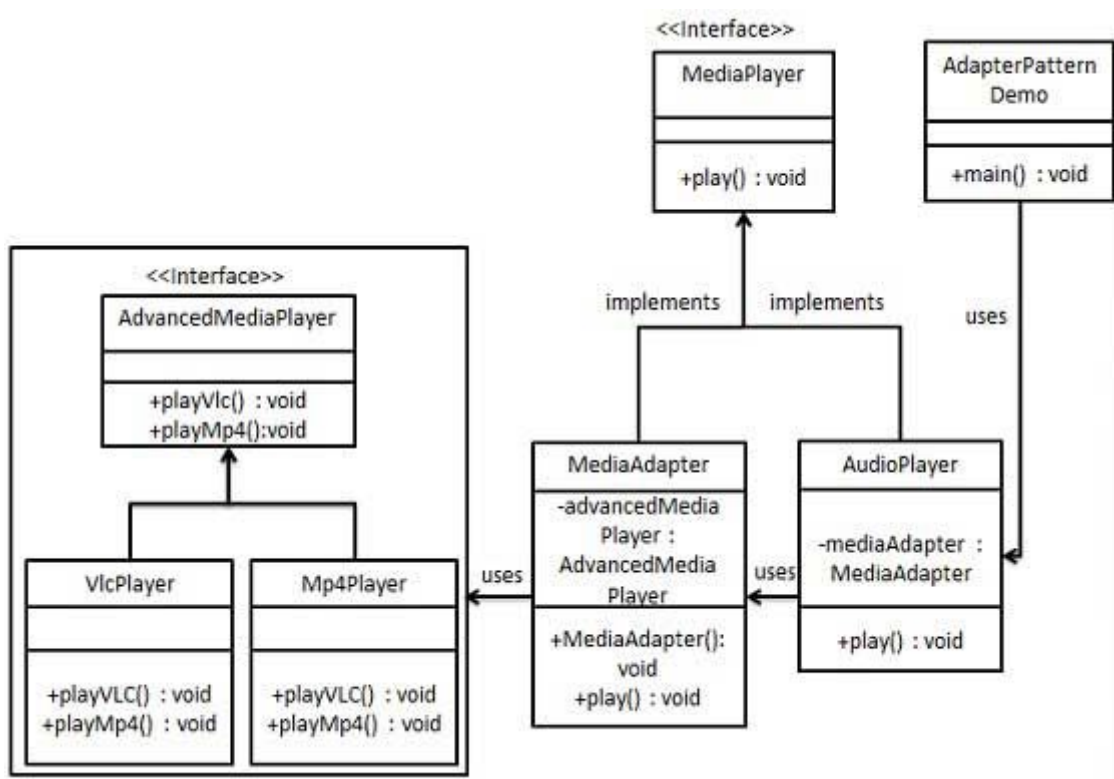 <<Interface>>
MediaPlayer
+play() : void
AdapterPattern
Demo
+main() : void
implements
implements
uses
<<Interface>>
AdvancedMediaPlayer
+playVlc() : void
+playMp4():void
VlcPlayer
+playVLC() : void
+playMp4() : void
Mp4Player
+playVLC() : void
+playMp4() : void
uses
MediaAdapter
-advancedMedia
Player :
AdvancedMedia
Player
+MediaAdapter():
void
+play() : void
uses
AudioPlayer
-mediaAdapter :
MediaAdapter
+play() : void